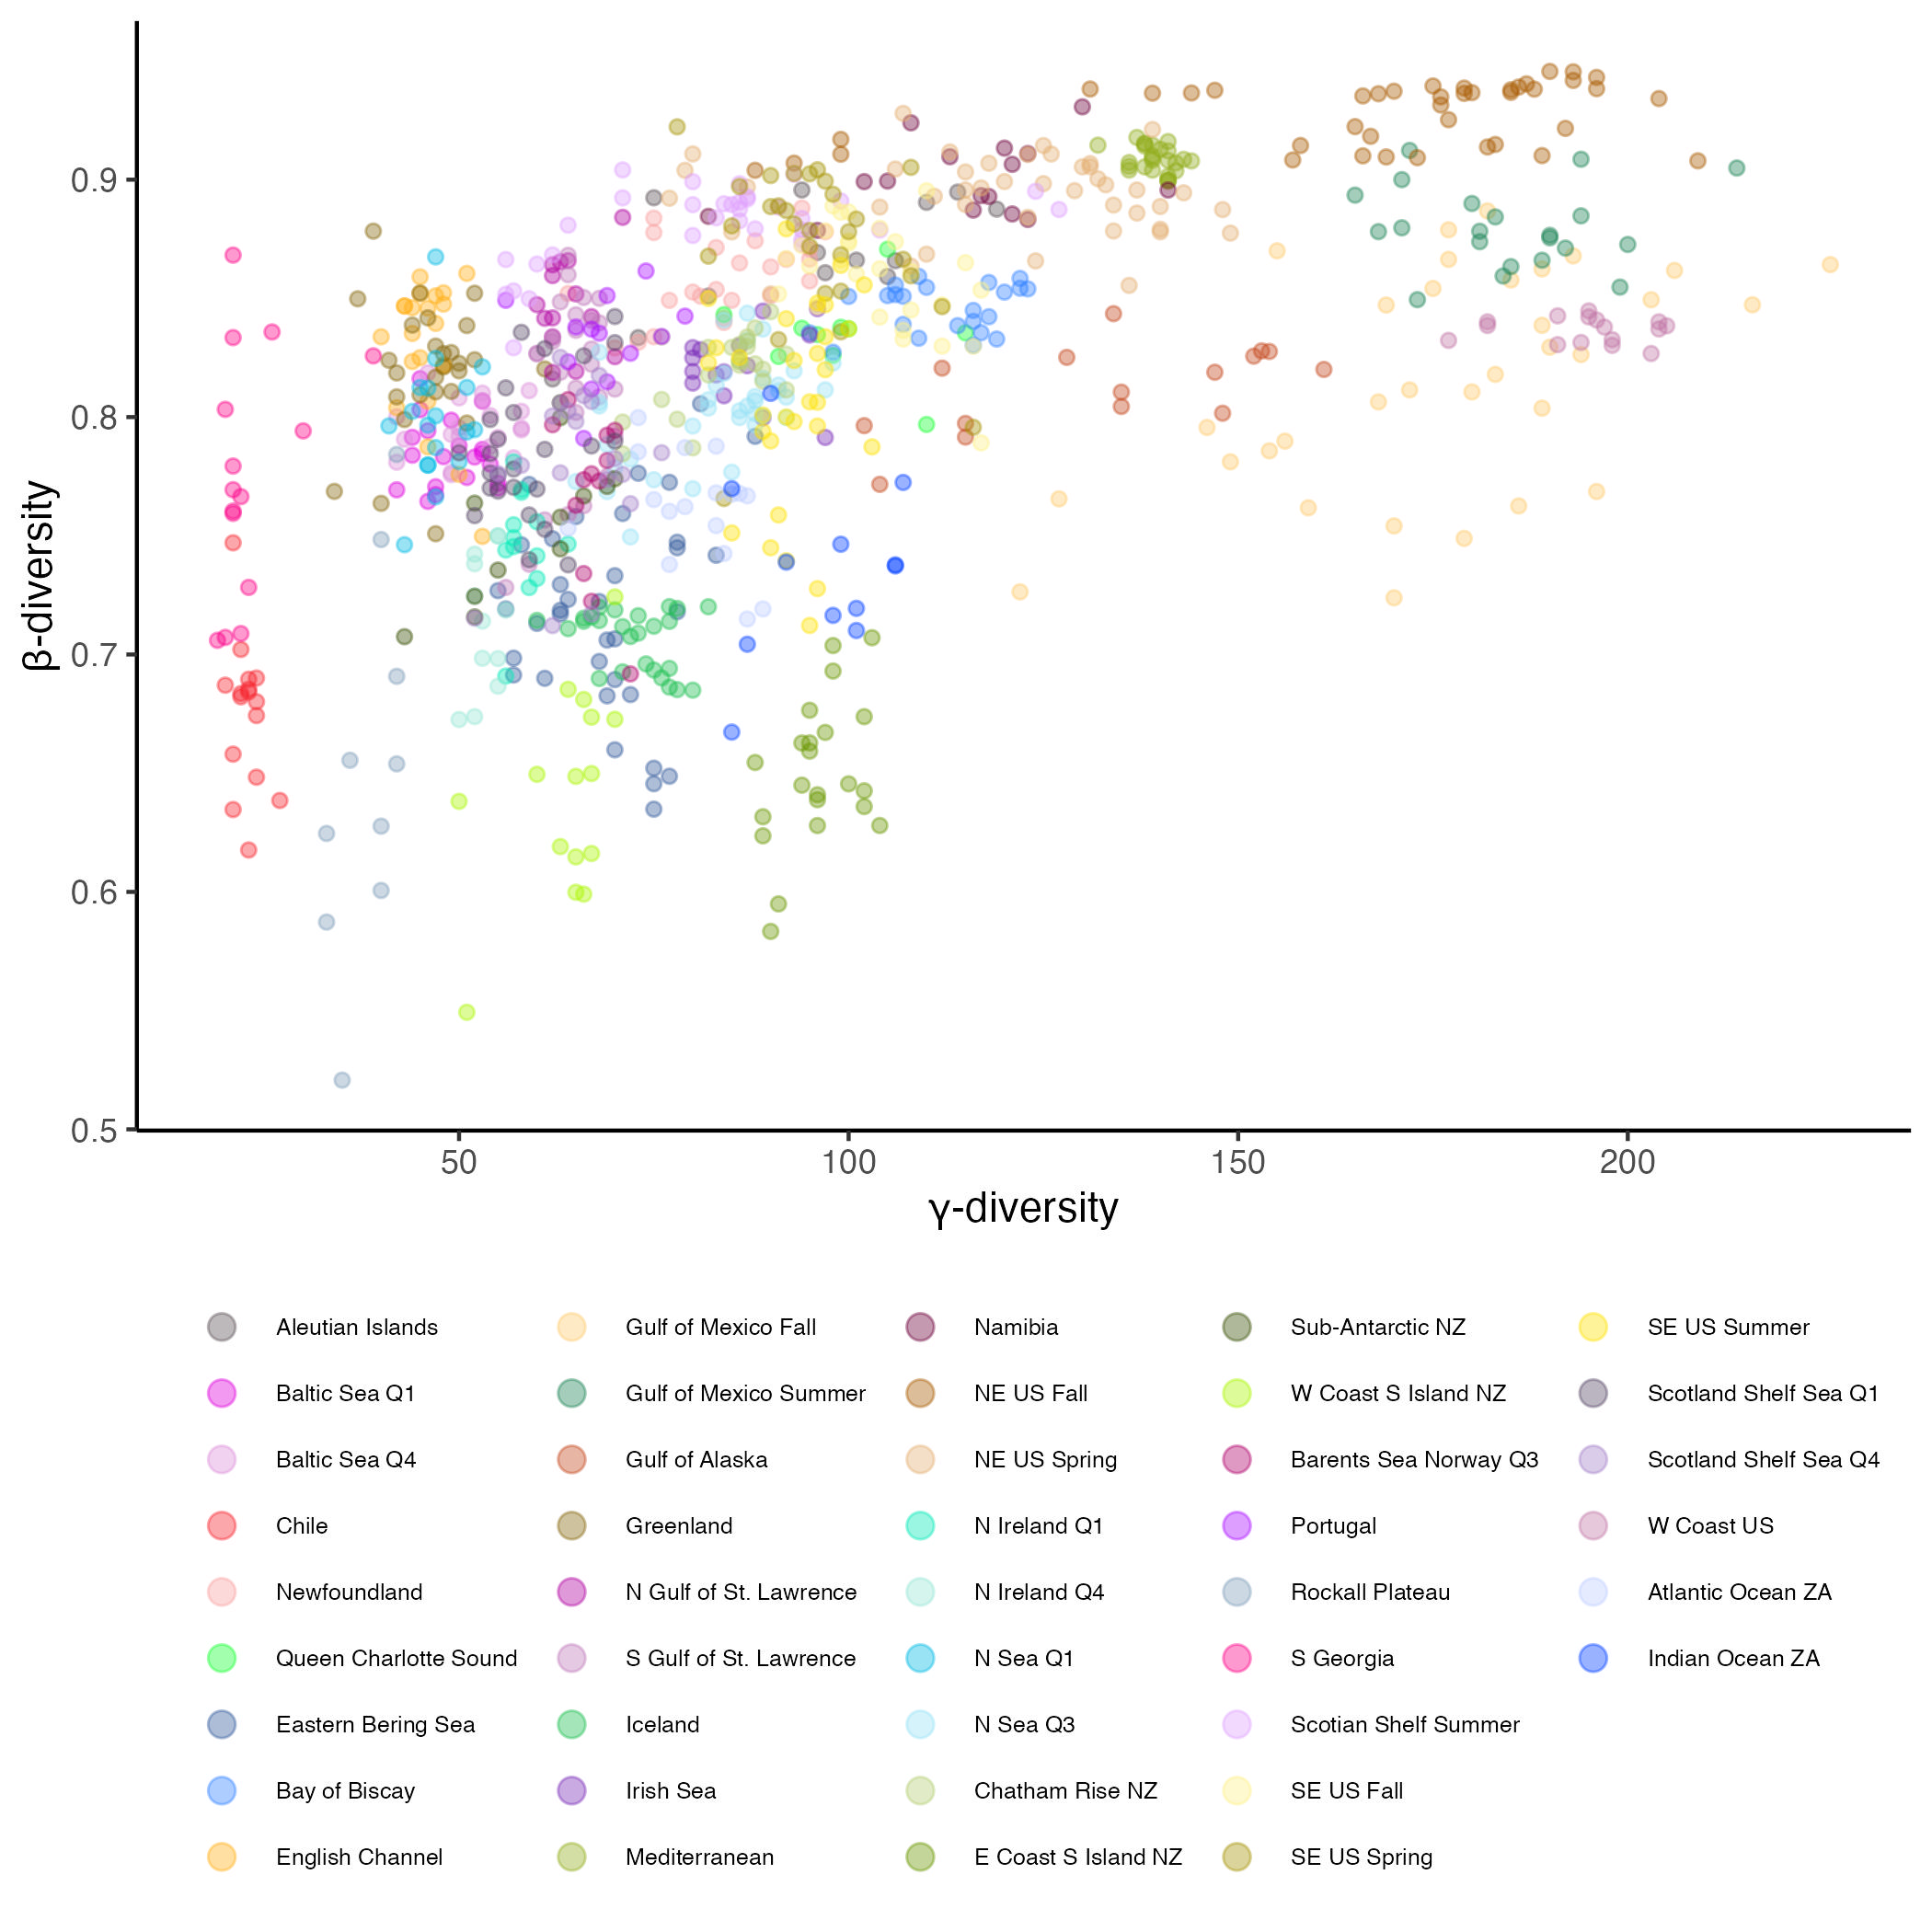 0.9
0.8
0.7
0.6
0.5
β-diversity
50 100 150 200
γ-diversity
Aleutian Islands Gulf of Mexico Fall Namibia Sub-Antarctic NZ SE US Summer
Baltic Sea Q1 Gulf of Mexico Summer NE US Fall W Coast S Island NZ Scotland Shelf Sea Q1
Baltic Sea Q4 Gulf of Alaska NE US Spring Barents Sea Norway Q3 Scotland Shelf Sea Q4
Chile Greenland N Ireland Q1 Portugal W Coast US
Newfoundland N Gulf of St. Lawrence N Ireland Q4 Rockall Plateau Atlantic Ocean ZA
Queen Charlotte Sound S Gulf of St. Lawrence N Sea Q1 S Georgia Indian Ocean ZA
Eastern Bering Sea Iceland N Sea Q3 Scotian Shelf Summer
Bay of Biscay Irish Sea Chatham Rise NZ SE US Fall
English Channel Mediterranean E Coast S Island NZ SE US Spring